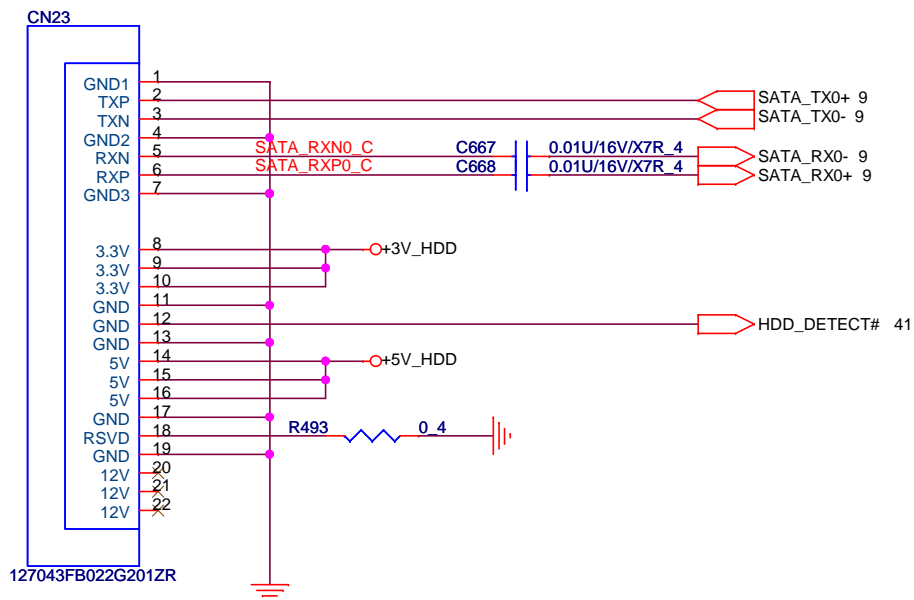 CN23
GND1 1
TXP 2 SATA_TX0+ 9
TXN 3 SATA_TX0- 9
GND2 4
RXN 5 SATA_RXN0_C C667 0.01U/16V/X7R_4 SATA_RX0- 9
RXP 6 SATA_RXP0_C C668 0.01U/16V/X7R_4 SATA_RX0+ 9
GND3 7
3.3V 8 +3V_HDD
3.3V 9
3.3V 10
GND 11
GND 12 HDD_DETECT# 41
GND 13
5V 14 +5V_HDD
5V 15
5V 16
GND 17
RSVD 18 R493 0_4
GND 19
12V 20
12V 21
12V 22
127043FB022G201ZR